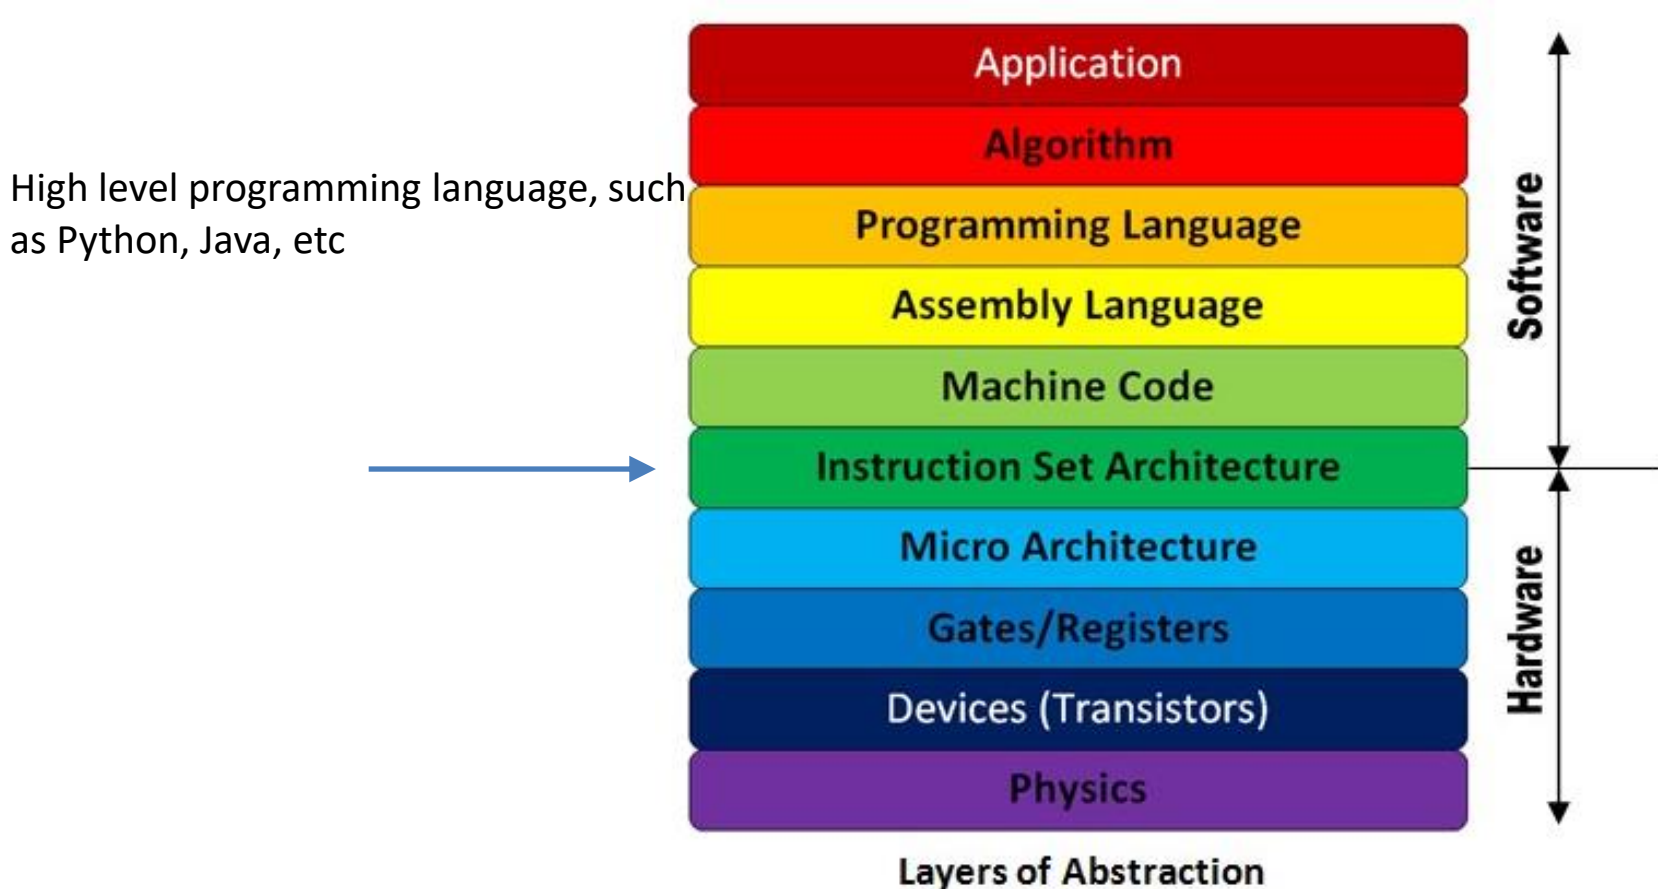 Application
Algorithm
High level programming language, such
as Python, Java, etc
Programming Language
Assembly Language
Machine Code
Instruction Set Architecture
Micro Architecture
Gates/Registers
Devices (Transistors)
Physics
Software
Hardware
Layers of Abstraction